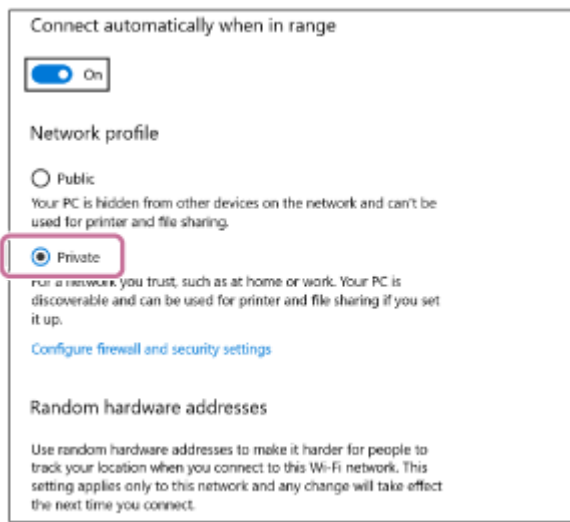 Connect automatically when in range
On
Network profile
Public
Your PC is hidden from other devices on the network and can't be
used for printer and file sharing.
Private
For a network you trust, such as at home or work. Your PC is
discoverable and can be used for printer and file sharing if you set
it up.
Configure firewall and security settings
Random hardware addresses
Use random hardware addresses to make it harder for people to
track your location when you connect to this Wi-Fi network. This
setting applies only to this network and any change will take effect
the next time you connect.